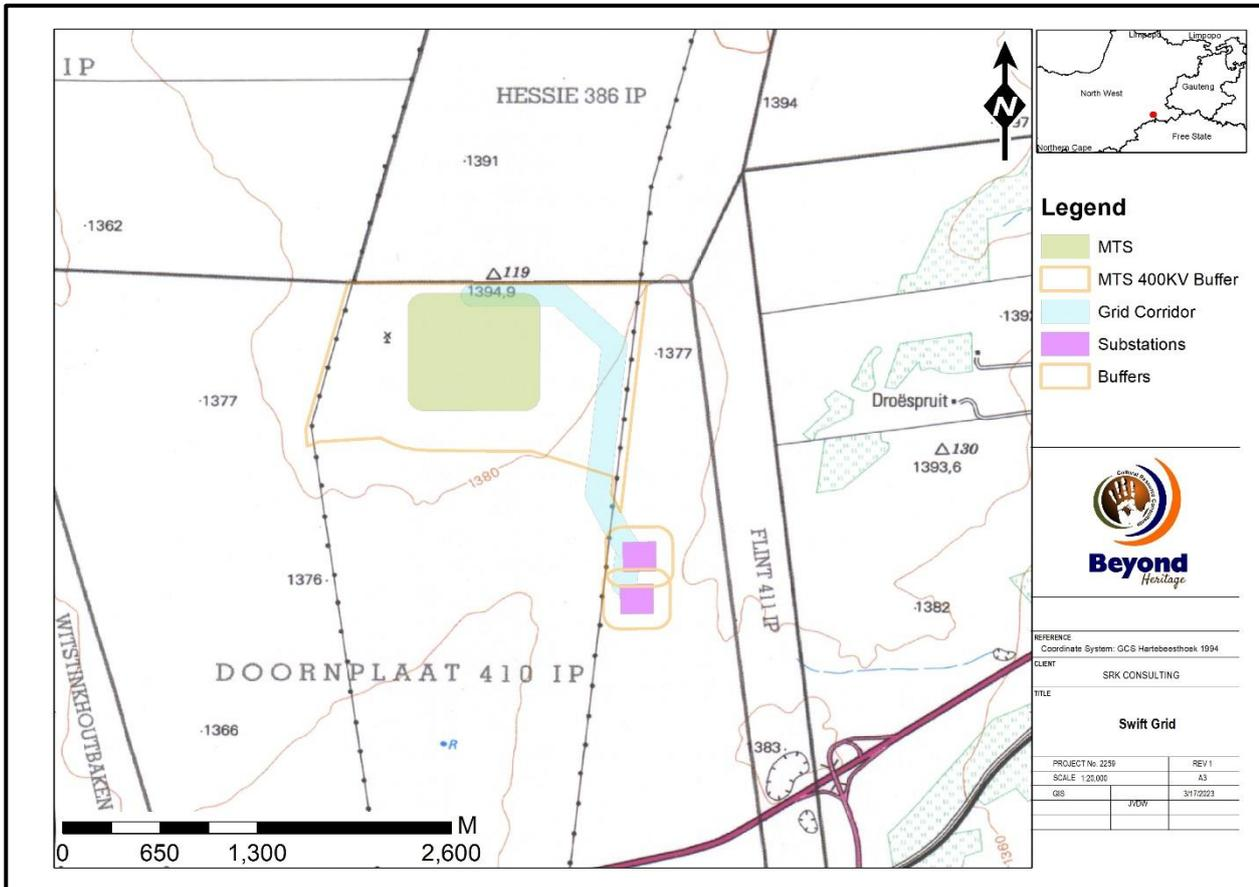 IP
HESSIE 386 IP
1391
1394
1362
119
1394,9
1377
1377
Droëspruit
130
1393,6
1380
1376
FLINT 411 IP
1382
WITSTINKHOUTBAKEN
DOORNPLAAT 410 IP
1366
R
1383
1360
M
0 650 1,300 2,600
N
Limpopo
Limpopo
North West
Gauteng
Free State
Northern Cape
Legend
MTS
MTS 400KV Buffer
Grid Corridor
Substations
Buffers
Cultural Resource Consultants
Beyond
Heritage
REFERENCE
Coordinate System: GCS Hartebeesthoek 1994
CLIENT
SRK CONSULTING
TITLE
Swift Grid
PROJECT No. 2259 REV 1
SCALE 1:20,000 A3
GIS JVDW 3/17/2023